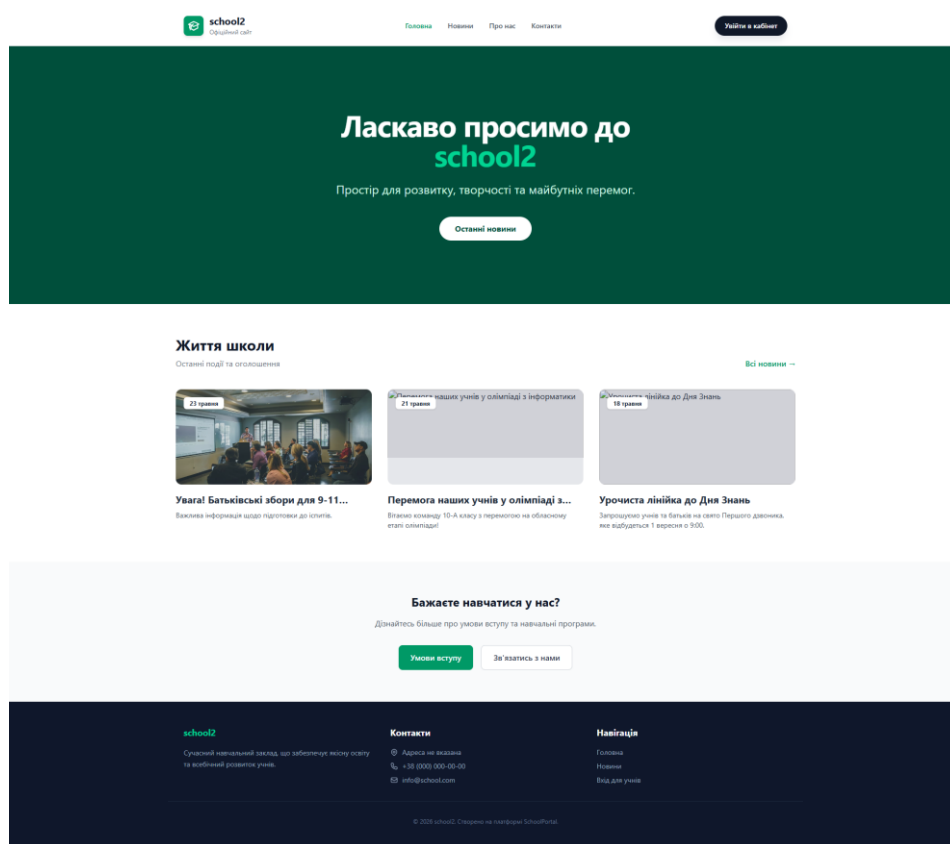 school2
Офіційний сайт
Головна
Новини
Про нас
Контакти
Увійти в кабінет
Ласкаво просимо до
school2
Простір для розвитку, творчості та майбутніх перемог.
Останні новини
Життя школи
Останні події та оголошення
Всі новини →
23 травня
Увага! Батьківські збори для 9-11...
Важлива інформація щодо підготовки до іспитів.
Перемога наших учнів у олімпіаді з інформатики
21 травня
Перемога наших учнів у олімпіаді з...
Вітаємо команду 10-А класу з перемогою на обласному
етапі олімпіади!
Урочиста лінійка до Дня Знань
18 травня
Урочиста лінійка до Дня Знань
Запрошуємо учнів та батьків на свято Першого дзвоника,
яке відбудеться 1 вересня о 9:00.
Бажаєте навчатися у нас?
Дізнайтесь більше про умови вступу та навчальні програми.
Умови вступу
Зв'язатись з нами
school2
Сучасний навчальний заклад, що забезпечує якісну освіту
та всебічний розвиток учнів.
Контакти
Адреса не вказана
+38 (000) 000-00-00
info@school.com
Навігація
Головна
Новини
Вхід для учнів
© 2026 school2. Створено на платформі SchoolPortal.